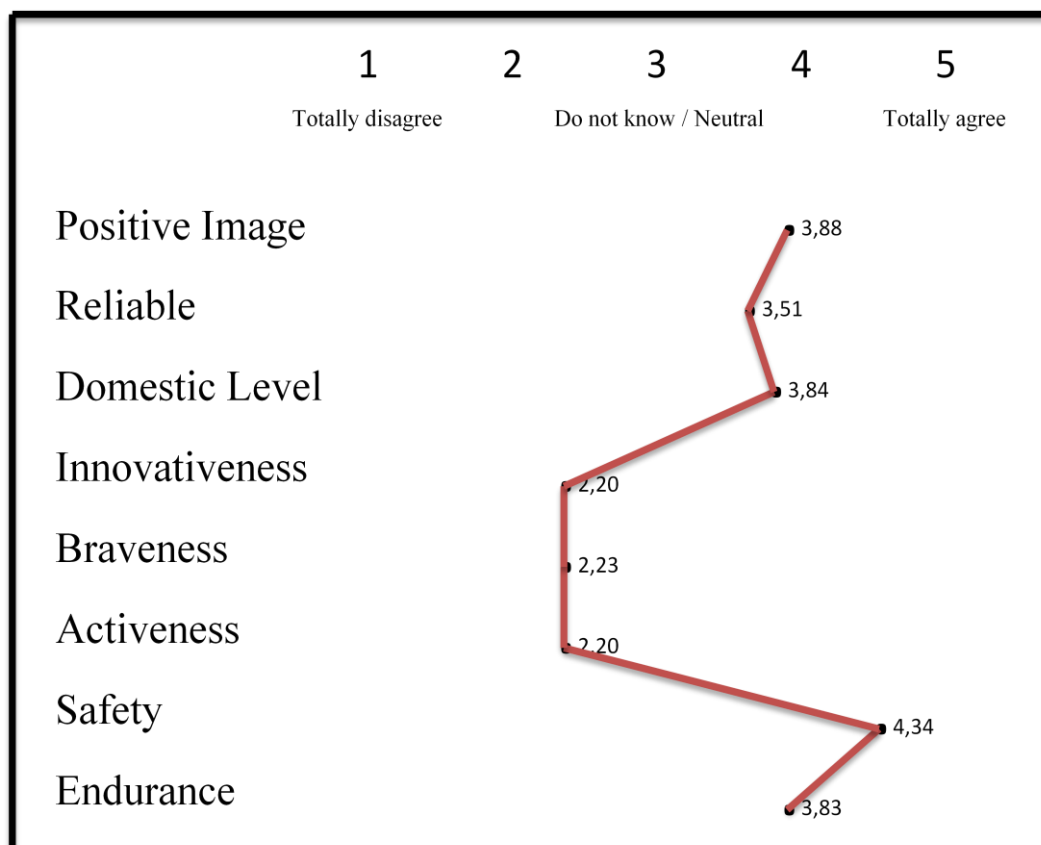 1 2 3 4 5
Totally disagree Do not know / Neutral Totally agree
Positive Image 3,88
Reliable 3,51
Domestic Level 3,84
Innovativeness 2,20
Braveness 2,23
Activeness 2,20
Safety 4,34
Endurance 3,83